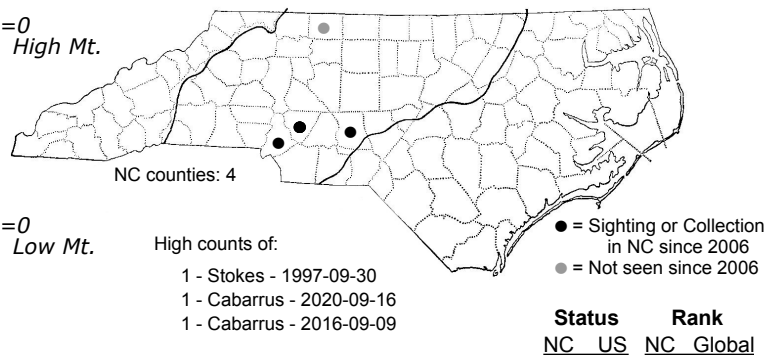 =0
High Mt.
NC counties: 4
=0
Low Mt.
High counts of:
1 - Stokes - 1997-09-30
1 - Cabarrus - 2020-09-16
1 - Cabarrus - 2016-09-09
● = Sighting or Collection
in NC since 2006
● = Not seen since 2006
Status Rank
NC US NC Global